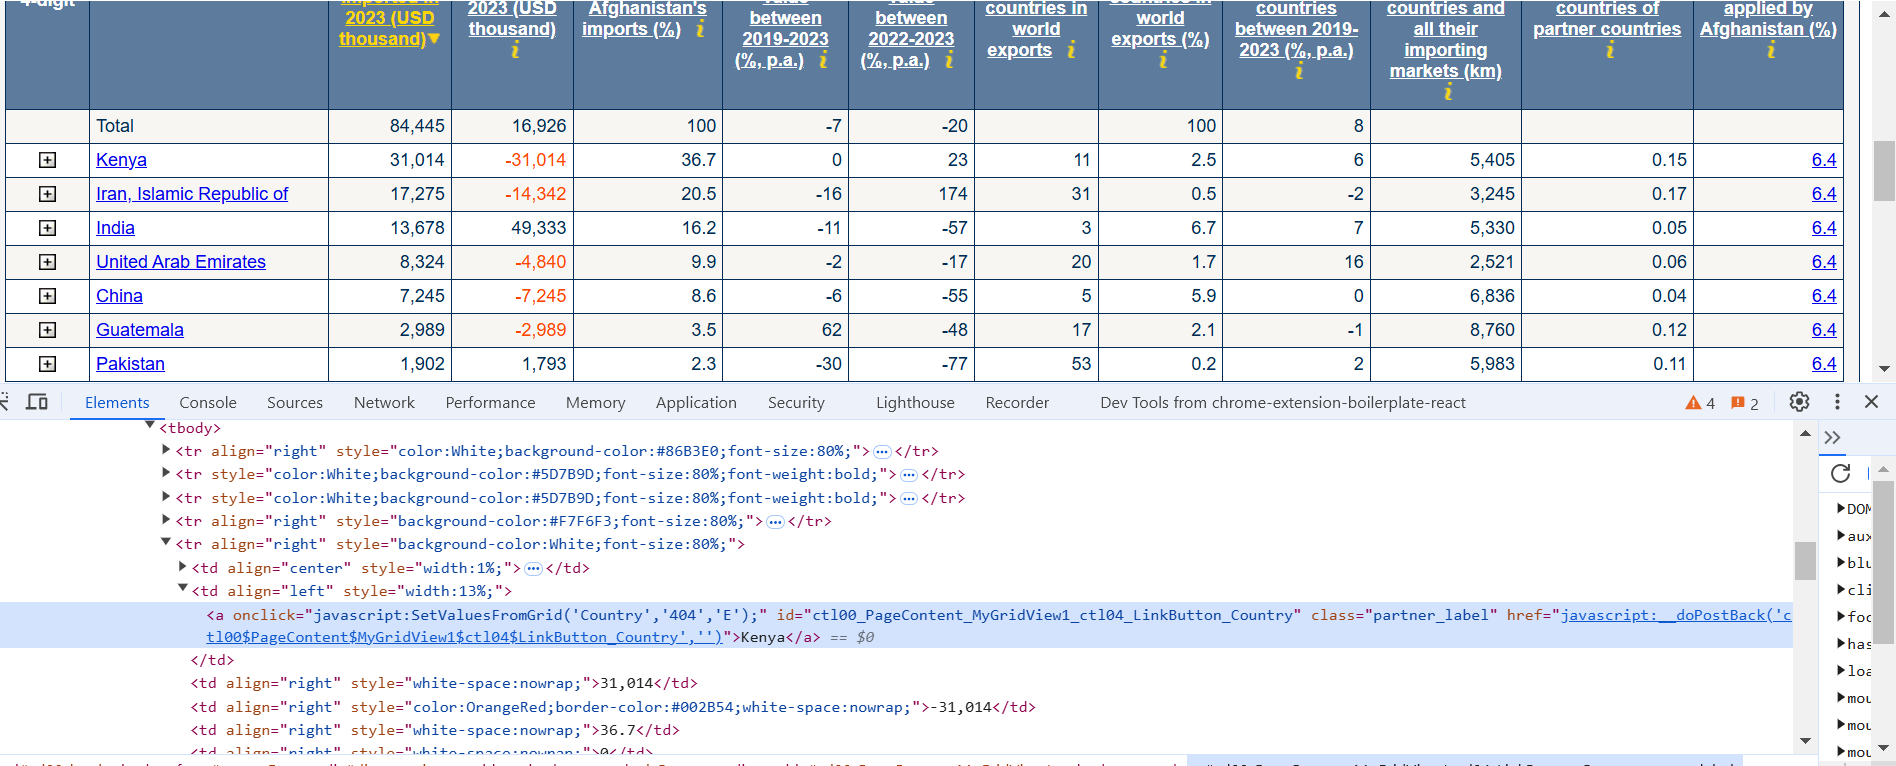 4-digit imported in 2023 (USD thousand)▼ 2023 (USD thousand) i Afghanistan's imports (%) i value between 2019-2023 (%, p.a.) i value between 2022-2023 (%, p.a.) i countries in world exports i countries in world exports (%) i countries between 2019-2023 (%, p.a.) i countries and all their importing markets (km) i countries of partner countries i applied by Afghanistan (%) i
Total 84,445 16,926 100 -7 -20 100 8
Kenya 31,014 -31,014 36.7 0 23 11 2.5 6 5,405 0.15 6.4
Iran, Islamic Republic of 17,275 -14,342 20.5 -16 174 31 0.5 -2 3,245 0.17 6.4
India 13,678 49,333 16.2 -11 -57 3 6.7 7 5,330 0.05 6.4
United Arab Emirates 8,324 -4,840 9.9 -2 -17 20 1.7 16 2,521 0.06 6.4
China 7,245 -7,245 8.6 -6 -55 5 5.9 0 6,836 0.04 6.4
Guatemala 2,989 -2,989 3.5 62 -48 17 2.1 -1 8,760 0.12 6.4
Pakistan 1,902 1,793 2.3 -30 -77 53 0.2 2 5,983 0.11 6.4
Elements Console Sources Network Performance Memory Application Security Lighthouse Recorder Dev Tools from chrome-extension-boilerplate-react 4 2
<tbody>
<tr align="right" style="color:White;background-color:#86B3E0;font-size:80%;">…</tr>
<tr style="color:White;background-color:#5D7B9D;font-size:80%;font-weight:bold;">…</tr>
<tr style="color:White;background-color:#5D7B9D;font-size:80%;font-weight:bold;">…</tr>
<tr align="right" style="background-color:#F7F6F3;font-size:80%;">…</tr>
<tr align="right" style="background-color:White;font-size:80%;">
<td align="center" style="width:1%;">…</td>
<td align="left" style="width:13%;">
<a onclick="javascript:SetValuesFromGrid('Country','404','E');" id="ctl00_PageContent_MyGridView1_ctl04_LinkButton_Country" class="partner_label" href="javascript:__doPostBack('c
tl00$PageContent$MyGridView1$ctl04$LinkButton_Country','')">Kenya</a> == $0
</td>
<td align="right" style="white-space:nowrap;">31,014</td>
<td align="right" style="color:OrangeRed;border-color:#002B54;white-space:nowrap;">-31,014</td>
<td align="right" style="white-space:nowrap;">36.7</td>
<td align="right" style="white-space:nowrap;">0</td>
DOM
aux
blu
cli
foc
has
loa
mou
mou
mou